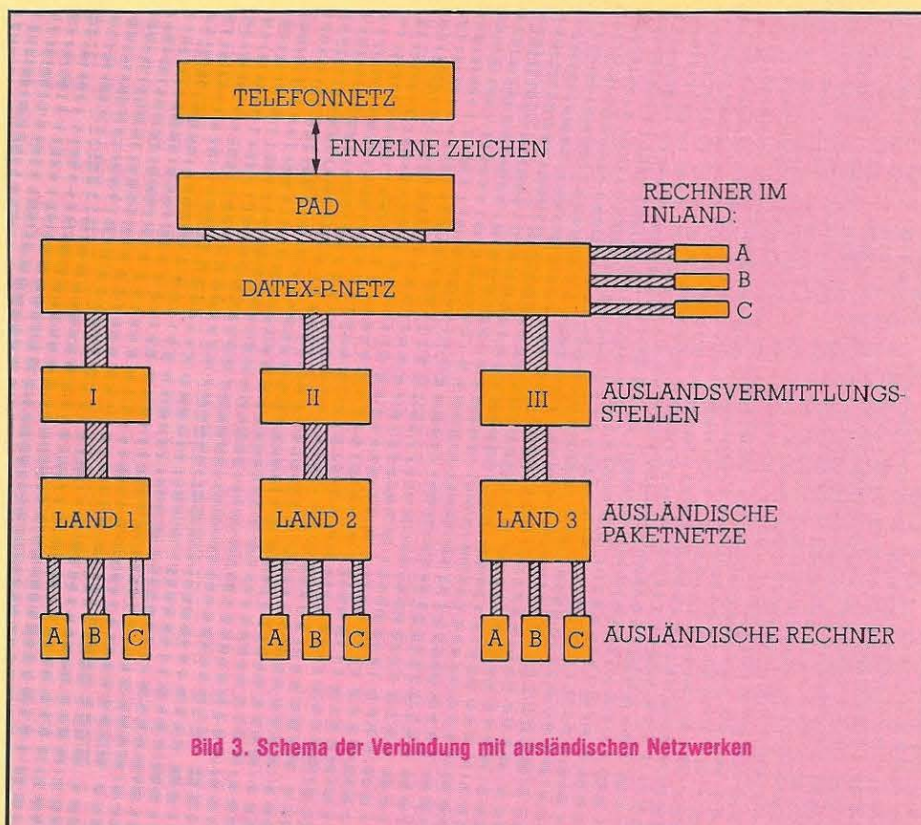 TELEFONNETZ
EINZELNE ZEICHEN
PAD
RECHNER IM
INLAND:
A
B
C
DATEX-P-NETZ
I
II
III
AUSLANDSVERMITTLUNGS-
STELLEN
LAND 1
LAND 2
LAND 3
AUSLÄNDISCHE
PAKETNETZE
A B C
A B C
A B C
AUSLÄNDISCHE RECHNER
Bild 3. Schema der Verbindung mit ausländischen Netzwerken